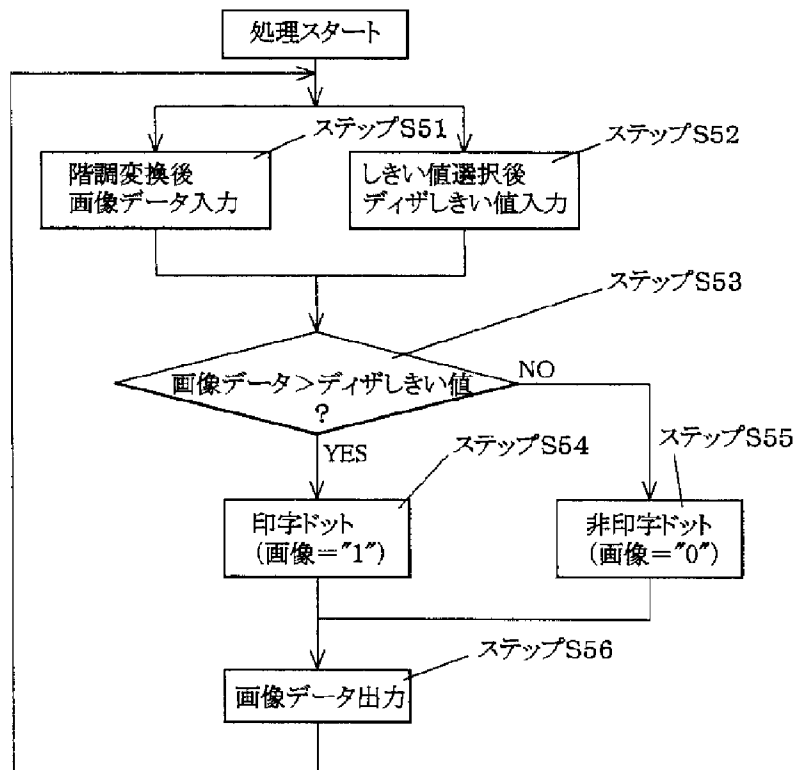 処理スタート
ステップS51
ステップS52
階調変換後
画像データ入力
しきい値選択後
ディザしきい値入力
ステップS53
画像データ＞ディザしきい値
？
NO
YES
ステップS54
ステップS55
印字ドット
(画像＝"1")
非印字ドット
(画像＝"0")
ステップS56
画像データ出力